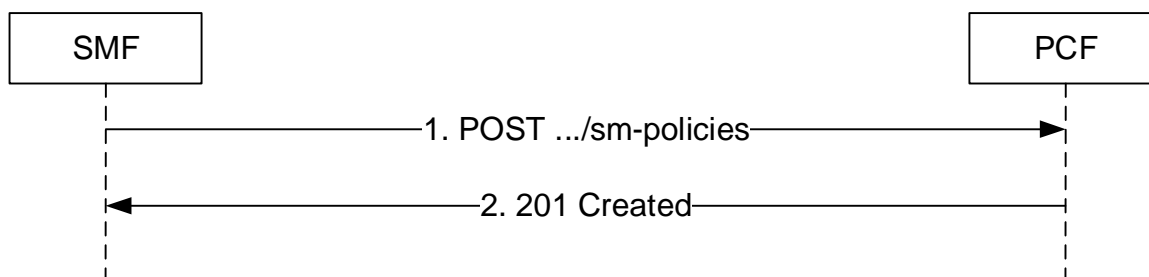 SMF
PCF
1. POST .../sm-policies
2. 201 Created